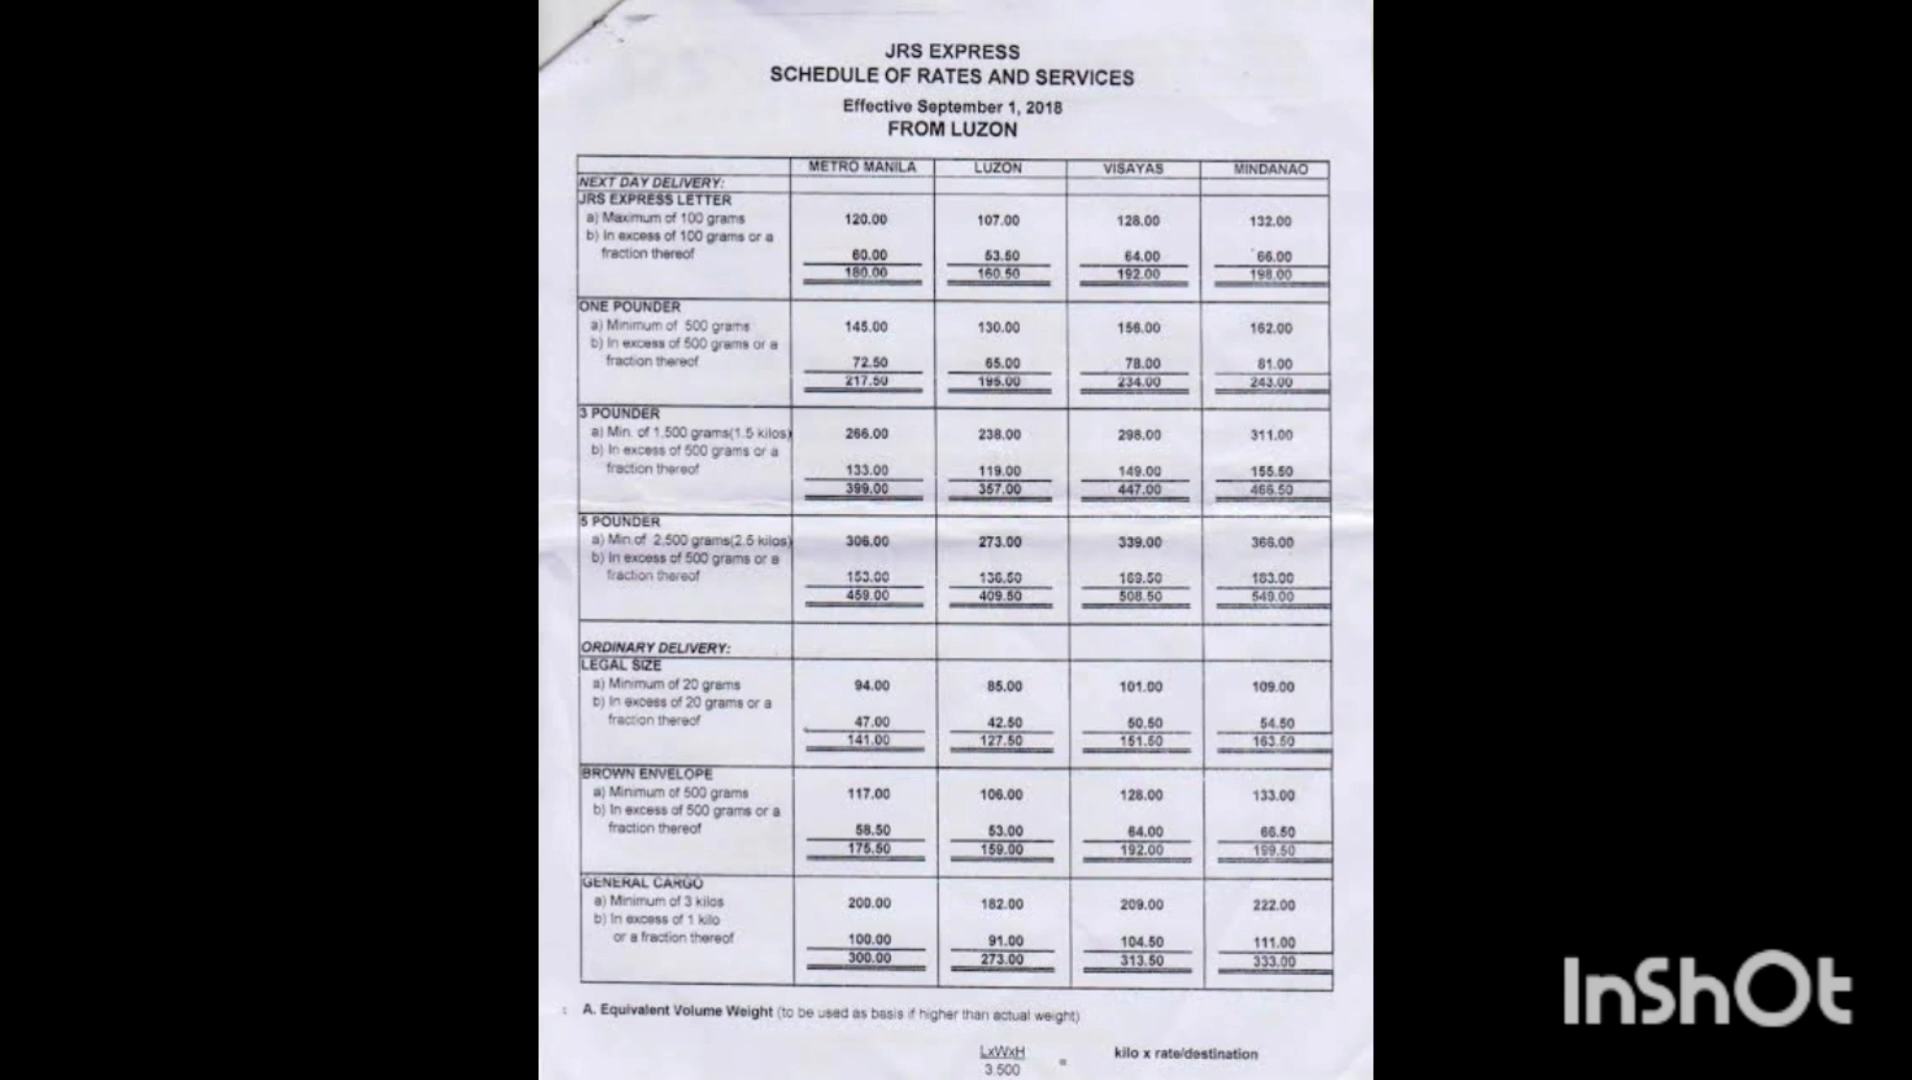 JRS EXPRESS
SCHEDULE OF RATES AND SERVICES
Effective September 1, 2018
FROM LUZON
METRO MANILA LUZON VISAYAS MINDANAO
NEXT DAY DELIVERY:
JRS EXPRESS LETTER
a) Maximum of 100 grams 120.00 107.00 128.00 132.00
b) In excess of 100 grams or a
fraction thereof 60.00 53.50 64.00 66.00
180.00 160.50 192.00 198.00
ONE POUNDER
a) Minimum of 500 grams 145.00 130.00 156.00 162.00
b) In excess of 500 grams or a
fraction thereof 72.50 65.00 78.00 81.00
217.50 195.00 234.00 243.00
3 POUNDER
a) Min. of 1,500 grams(1.5 kilos) 266.00 238.00 298.00 311.00
b) In excess of 500 grams or a
fraction thereof 133.00 119.00 149.00 155.50
399.00 357.00 447.00 466.50
5 POUNDER
a) Min.of 2,500 grams(2.5 kilos) 306.00 273.00 339.00 366.00
b) In excess of 500 grams or a
fraction thereof 153.00 136.50 169.50 183.00
459.00 409.50 508.50 549.00
ORDINARY DELIVERY:
LEGAL SIZE
a) Minimum of 20 grams 94.00 85.00 101.00 109.00
b) In excess of 20 grams or a
fraction thereof 47.00 42.50 50.50 54.50
141.00 127.50 151.50 163.50
BROWN ENVELOPE
a) Minimum of 500 grams 117.00 106.00 128.00 133.00
b) In excess of 500 grams or a
fraction thereof 58.50 53.00 64.00 66.50
175.50 159.00 192.00 199.50
GENERAL CARGO
a) Minimum of 3 kilos 200.00 182.00 209.00 222.00
b) In excess of 1 kilo
or a fraction thereof 100.00 91.00 104.50 111.00
300.00 273.00 313.50 333.00
A. Equivalent Volume Weight (to be used as basis if higher than actual weight)
LxWxH = kilo x rate/destination
3,500
InShOt